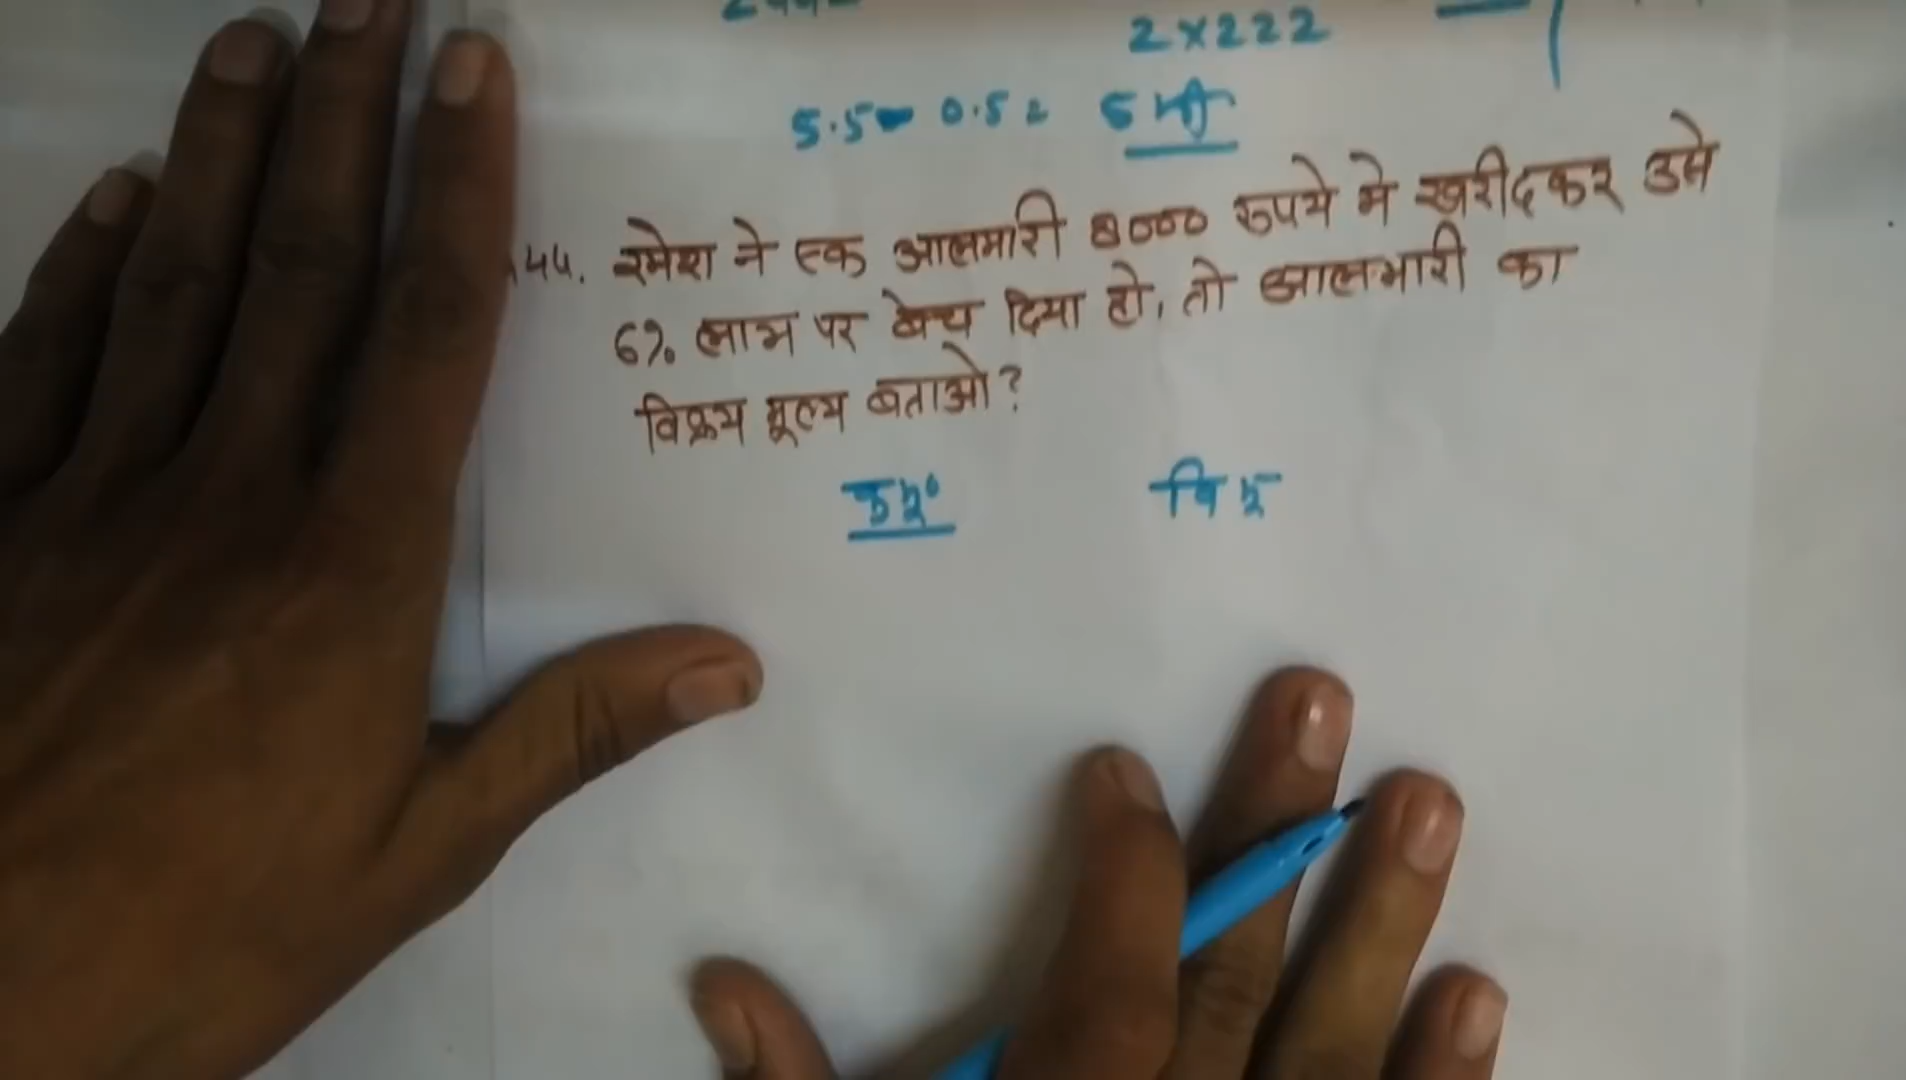 2×222
5.5- 0.5= 5 मी
44. रमेश ने एक आलमारी 8000 रुपये मे खरीदकर उसे
6% लाभ पर बेच दिया हो, तो आलमारी का
विक्रय मूल्य बताओ?
क्र मू० वि मू